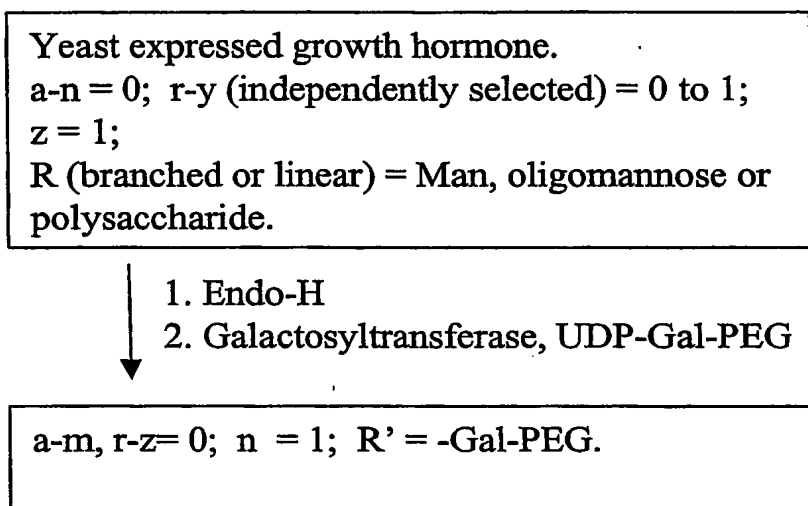 Yeast expressed growth hormone.
a-n = 0; r-y (independently selected) = 0 to 1;
z = 1;
R (branched or linear) = Man, oligomannose or
polysaccharide.
1. Endo-H
2. Galactosyltransferase, UDP-Gal-PEG
a-m, r-z= 0; n = 1; R’ = -Gal-PEG.